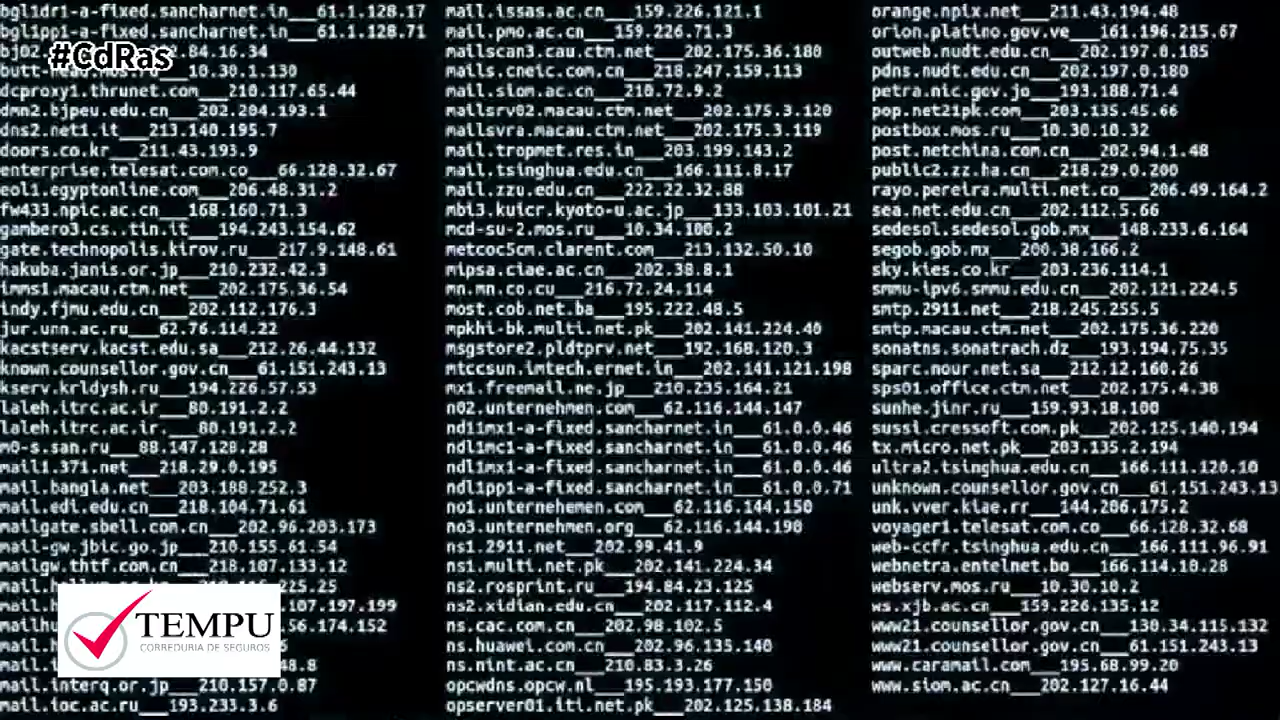 bgl1dr1-a-fixed.sancharnet.in___61.1.128.17
bgl1pp1-a-fixed.sancharnet.in___61.1.128.71
bj02.
.84.16.34
#CdRas
___10.30.1.130
dcproxy1.thrunet.com___210.117.65.44
dmn2.bjpeu.edu.cn___202.204.193.1
dns2.net1.it___213.140.195.7
doors.co.kr___211.43.193.9
enterprise.telesat.com.co___66.128.32.67
eol1.egyptonline.com___206.48.31.2
fw433.npic.ac.cn___168.160.71.3
gambero3.cs..tin.it___194.243.154.62
gate.technopolis.kirov.ru___217.9.148.61
hakuba.janis.or.jp___210.232.42.3
imms1.macau.ctm.net___202.175.36.54
indy.fjmu.edu.cn___202.112.176.3
jur.unn.ac.ru___62.76.114.22
kacstserv.kacst.edu.sa___212.26.44.132
known.counsellor.gov.cn___61.151.243.13
kserv.krldysh.ru___194.226.57.53
laleh.itrc.ac.ir___80.191.2.2
laleh.itrc.ac.ir.___80.191.2.2
m0-s.san.ru___88.147.128.28
mail1.371.net___218.29.0.195
mail.bangla.net___203.188.252.3
mail.edi.edu.cn___218.104.71.61
mailgate.sbell.com.cn___202.96.203.173
mail-gw.jbic.go.jp___210.155.61.54
mailgw.thtf.com.cn___218.107.133.12
225.25
mail.h
107.197.199
mailhu
.56.174.152
mail.h
mail.i
48.8
mail.interq.or.jp___210.157.0.87
mail.ioc.ac.ru___193.233.3.6
TEMPU
CORREDURIA DE SEGUROS
mail.issas.ac.cn___159.226.121.1
mail.pmo.ac.cn___159.226.71.3
mailscan3.cau.ctm.net___202.175.36.180
mails.cneic.com.cn___218.247.159.113
mail.siom.ac.cn___210.72.9.2
mailsrv02.macau.ctm.net___202.175.3.120
mailsvra.macau.ctm.net___202.175.3.119
mail.tropmet.res.in___203.199.143.2
mail.tsinghua.edu.cn___166.111.8.17
mail.zzu.edu.cn___222.22.32.88
mbi3.kuicr.kyoto-u.ac.jp___133.103.101.21
mcd-su-2.mos.ru___10.34.100.2
metcoc5cm.clarent.com___213.132.50.10
mipsa.ciae.ac.cn___202.38.8.1
mn.mn.co.cu___216.72.24.114
most.cob.net.ba___195.222.48.5
mpkhi-bk.multi.net.pk___202.141.224.40
msgstore2.pldtprv.net___192.168.120.3
mtccsun.imtech.ernet.in___202.141.121.198
mx1.freemail.ne.jp___210.235.164.21
n02.unternehmen.com___62.116.144.147
nd11mx1-a-fixed.sancharnet.in___61.0.0.46
ndl1mc1-a-fixed.sancharnet.in___61.0.0.46
ndl1mx1-a-fixed.sancharnet.in___61.0.0.46
ndl1pp1-a-fixed.sancharnet.in___61.0.0.71
no1.unternehemen.com___62.116.144.150
no3.unternehmen.org___62.116.144.190
ns1.2911.net___202.99.41.9
ns1.multi.net.pk___202.141.224.34
ns2.rosprint.ru___194.84.23.125
ns2.xidian.edu.cn___202.117.112.4
ns.cac.com.cn___202.98.102.5
ns.huawei.com.cn___202.96.135.140
ns.nint.ac.cn___210.83.3.26
opcwdns.opcw.nl___195.193.177.150
opserver01.iti.net.pk___202.125.138.184
orange.npix.net___211.43.194.48
orion.platino.gov.ve___161.196.215.67
outweb.nudt.edu.cn___202.197.0.185
pdns.nudt.edu.cn___202.197.0.180
petra.nic.gov.jo___193.188.71.4
pop.net21pk.com___203.135.45.66
postbox.mos.ru___10.30.10.32
post.netchina.com.cn___202.94.1.48
public2.zz.ha.cn___218.29.0.200
rayo.pereira.multi.net.co___206.49.164.2
sea.net.edu.cn___202.112.5.66
sedesol.sedesol.gob.mx___148.233.6.164
segob.gob.mx___200.38.166.2
sky.kies.co.kr___203.236.114.1
smmu-ipv6.smmu.edu.cn___202.121.224.5
smtp.2911.net___218.245.255.5
smtp.macau.ctm.net___202.175.36.220
sonatns.sonatrach.dz___193.194.75.35
sparc.nour.net.sa___212.12.160.26
sps01.office.ctm.net___202.175.4.38
sunhe.jinr.ru___159.93.18.100
sussl.cressoft.com.pk___202.125.140.194
tx.micro.net.pk___203.135.2.194
ultra2.tsinghua.edu.cn___166.111.120.10
unknown.counsellor.gov.cn___61.151.243.13
unk.vver.kiae.rr___144.206.175.2
voyager1.telesat.com.co___66.128.32.68
web-ccfr.tsinghua.edu.cn___166.111.96.91
webnetra.entelnet.bo___166.114.10.28
webserv.mos.ru___10.30.10.2
ws.xjb.ac.cn___159.226.135.12
www21.counsellor.gov.cn___130.34.115.132
www21.counsellor.gov.cn___61.151.243.13
www.caramail.com___195.68.99.20
www.siom.ac.cn___202.127.16.44